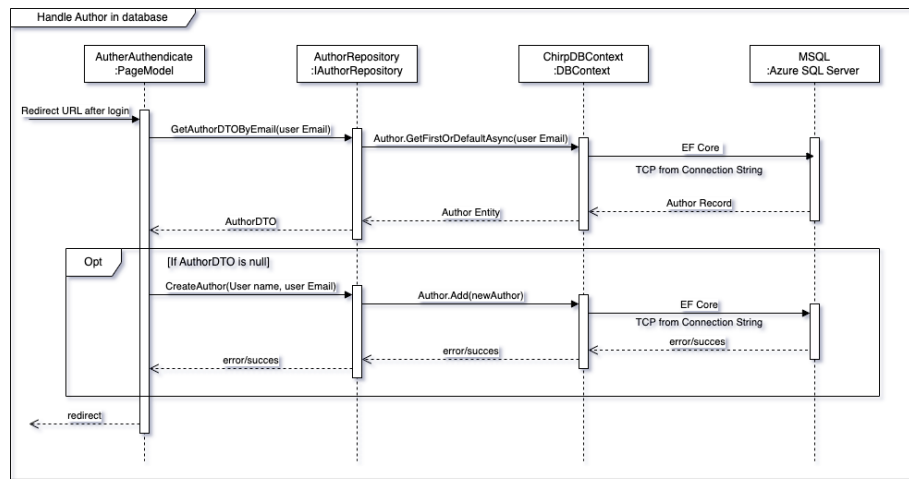 Handle Author in database
AutherAuthendicate
:PageModel
AuthorRepository
:IAuthorRepository
ChirpDBContext
:DBContext
MSQL
:Azure SQL Server
Redirect URL after login
GetAuthorDTOByEmail(user Email)
Author.GetFirstOrDefaultAsync(user Email)
EF Core
TCP from Connection String
Author Record
Author Entity
AuthorDTO
Opt
[If AuthorDTO is null]
CreateAuthor(User name, user Email)
Author.Add(newAuthor)
EF Core
TCP from Connection String
error/succes
error/succes
error/succes
redirect